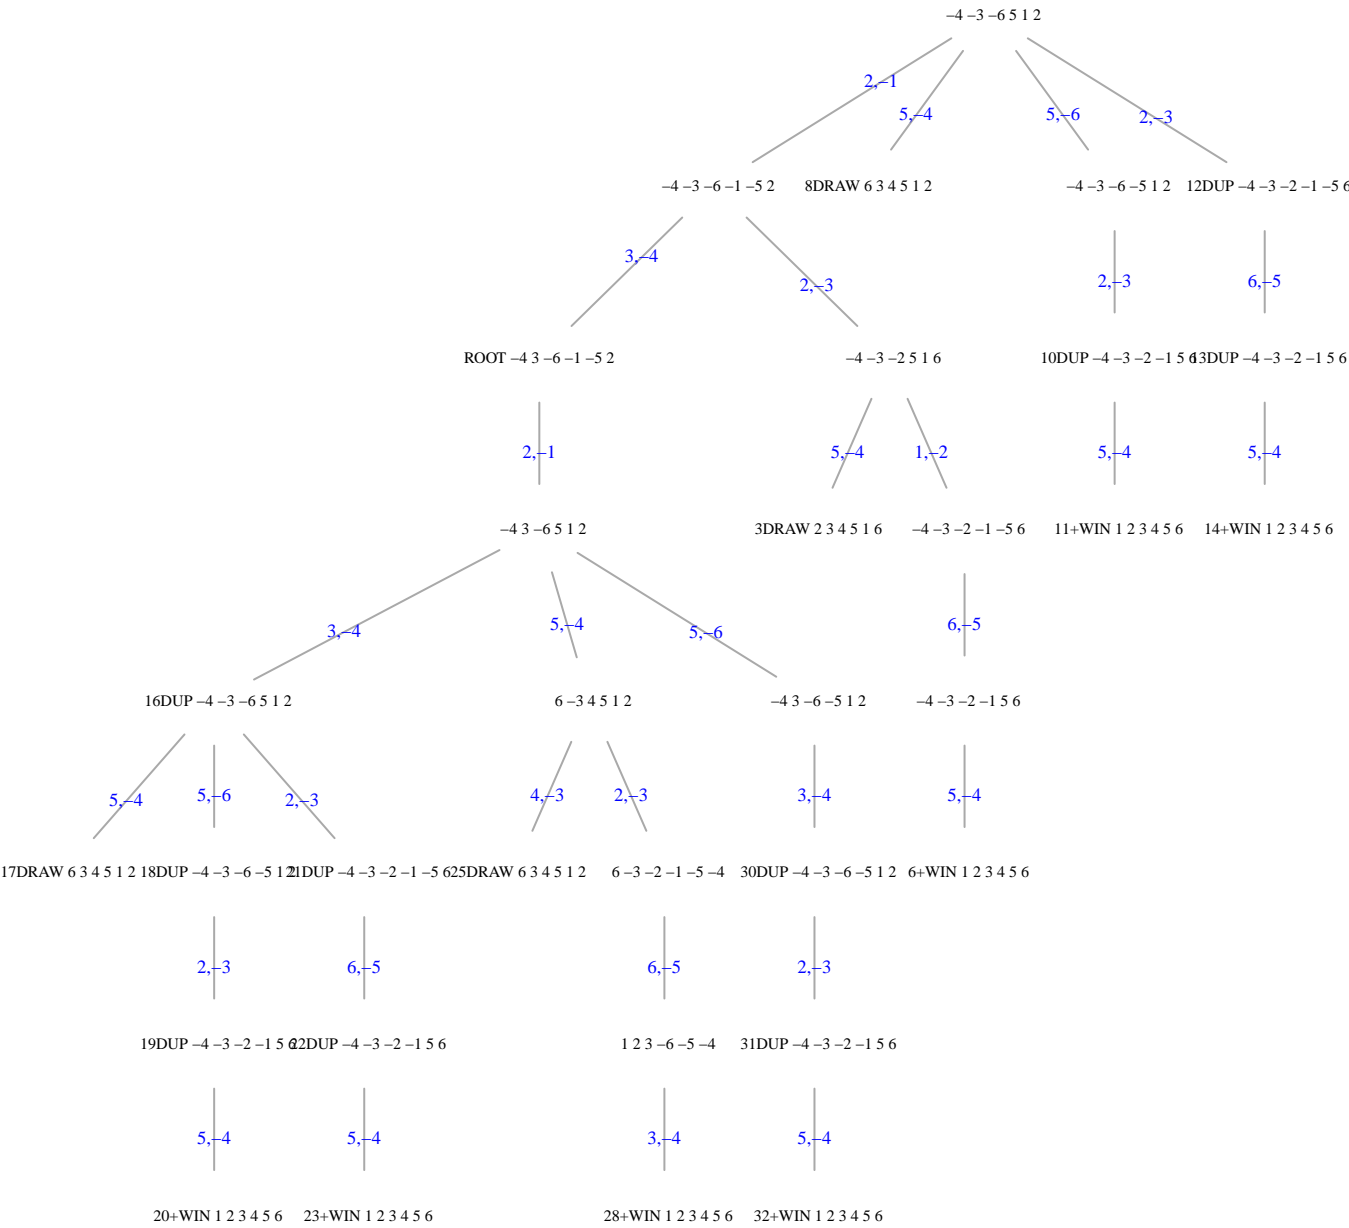 −4 −3 −6 5 1 2
2,−1
5,−4
5,−6
2,−3
−4 −3 −6 −1 −5 2
8DRAW 6 3 4 5 1 2
−4 −3 −6 −5 1 2
12DUP −4 −3 −2 −1 −5 6
3,−4
2,−3
2,−3
6,−5
ROOT −4 3 −6 −1 −5 2
−4 −3 −2 5 1 6
10DUP −4 −3 −2 −1 5 6
13DUP −4 −3 −2 −1 5 6
2,−1
5,−4
1,−2
5,−4
5,−4
−4 3 −6 5 1 2
3DRAW 2 3 4 5 1 6
−4 −3 −2 −1 −5 6
11+WIN 1 2 3 4 5 6
14+WIN 1 2 3 4 5 6
3,−4
5,−4
5,−6
6,−5
16DUP −4 −3 −6 5 1 2
6 −3 4 5 1 2
−4 3 −6 −5 1 2
−4 −3 −2 −1 5 6
5,−4
5,−6
2,−3
4,−3
2,−3
3,−4
5,−4
17DRAW 6 3 4 5 1 2
18DUP −4 −3 −6 −5 1 2
21DUP −4 −3 −2 −1 −5 6
25DRAW 6 3 4 5 1 2
6 −3 −2 −1 −5 −4
30DUP −4 −3 −6 −5 1 2
6+WIN 1 2 3 4 5 6
2,−3
6,−5
6,−5
2,−3
19DUP −4 −3 −2 −1 5 6
22DUP −4 −3 −2 −1 5 6
1 2 3 −6 −5 −4
31DUP −4 −3 −2 −1 5 6
5,−4
5,−4
3,−4
5,−4
20+WIN 1 2 3 4 5 6
23+WIN 1 2 3 4 5 6
28+WIN 1 2 3 4 5 6
32+WIN 1 2 3 4 5 6